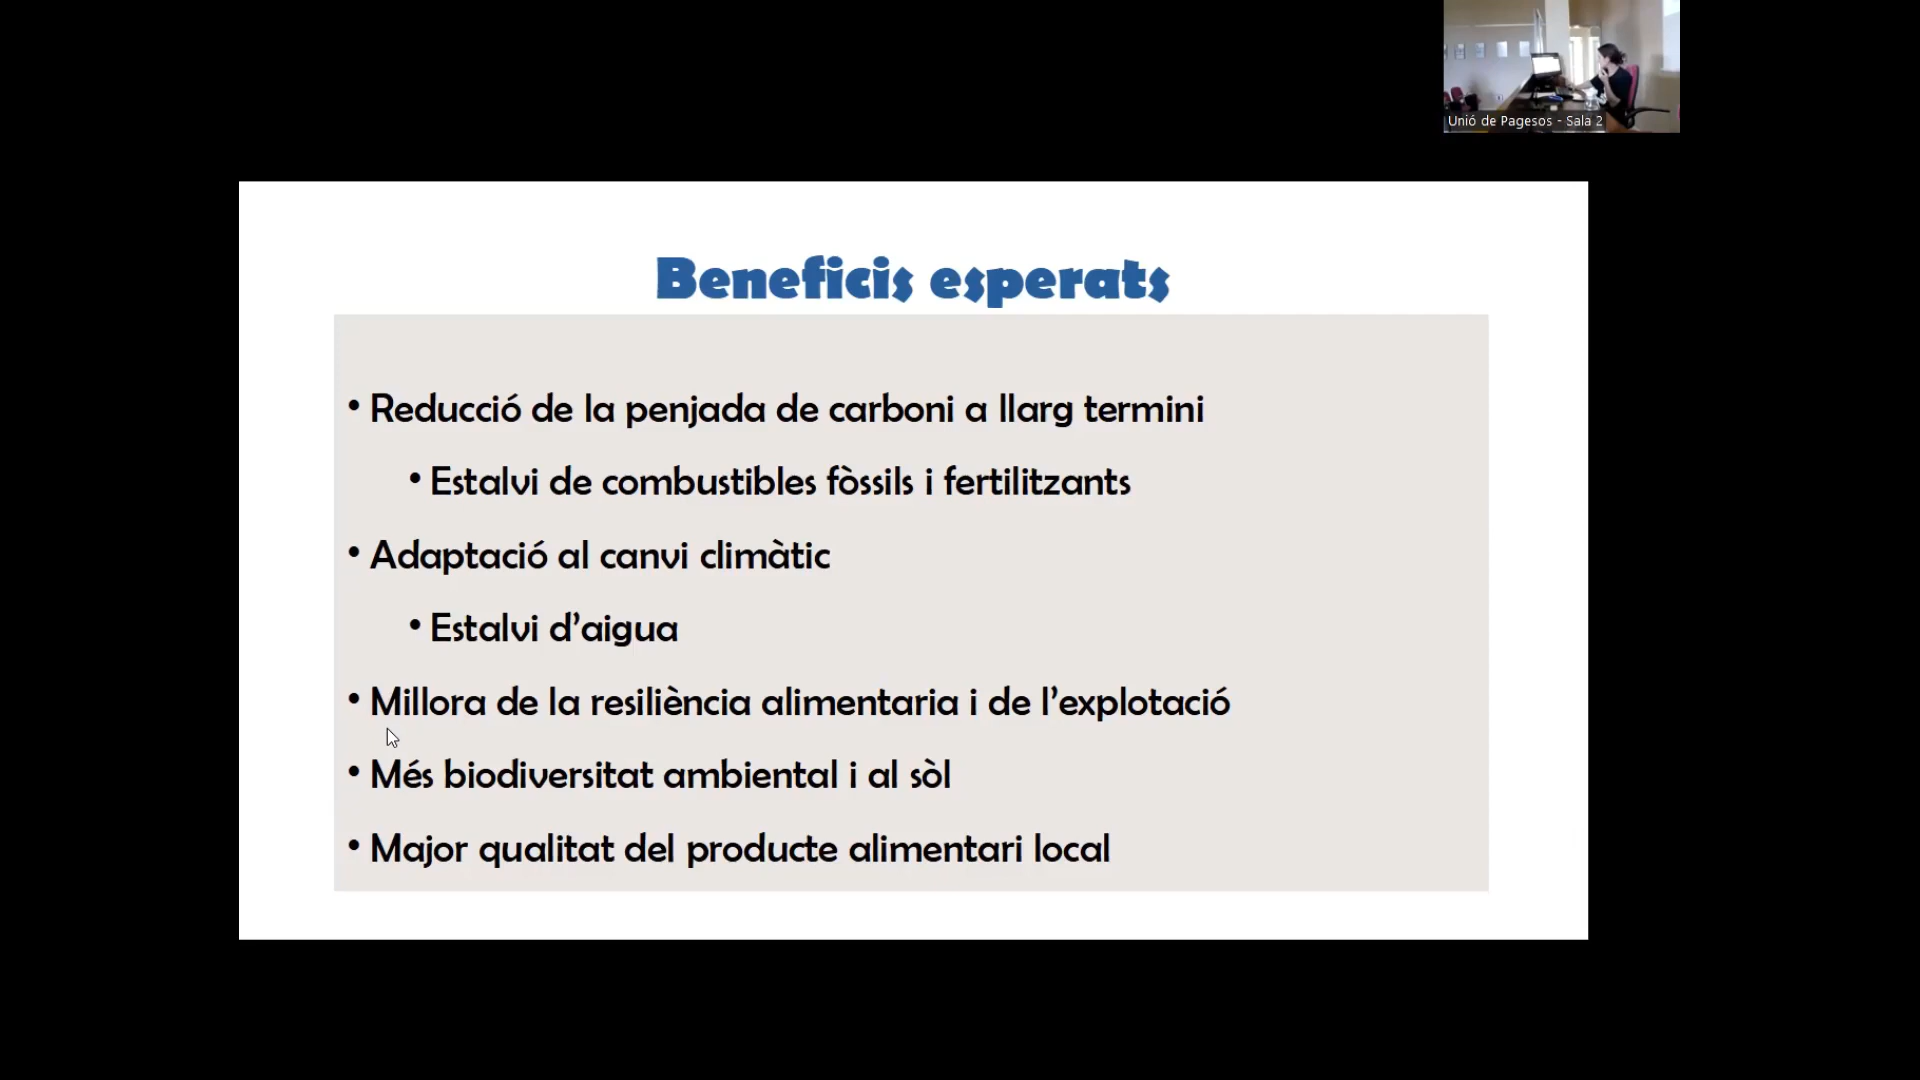 Unió de Pagesos - Sala 2
Beneficis esperats
• Reducció de la penjada de carboni a llarg termini
• Estalvi de combustibles fòssils i fertilitzants
• Adaptació al canvi climàtic
• Estalvi d’aigua
• Millora de la resiliència alimentaria i de l’explotació
• Més biodiversitat ambiental i al sòl
• Major qualitat del producte alimentari local